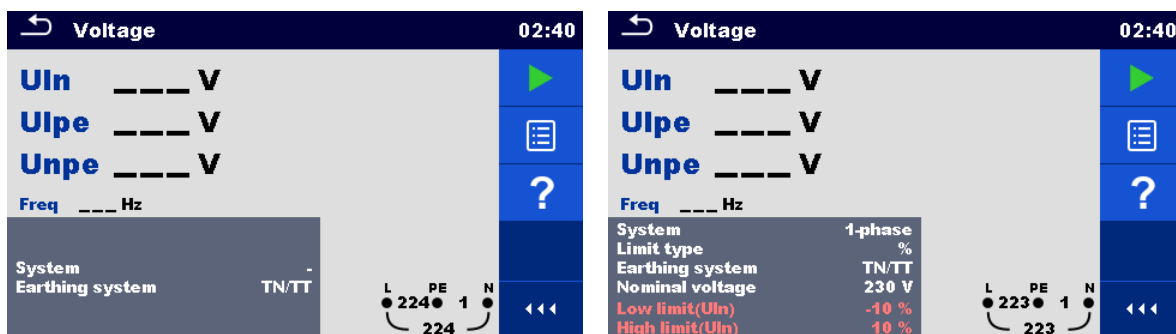 Voltage 02:40
Uln ___ V
Ulpe ___ V
Unpe ___ V
Freq ___ Hz
?
System -
Earthing system TN/TT
L PE N
224 1
224
Voltage 02:40
Uln ___ V
Ulpe ___ V
Unpe ___ V
Freq ___ Hz
?
System 1-phase
Limit type %
Earthing system TN/TT
Nominal voltage 230 V
Low limit(Uln) -10 %
High limit(Uln) 10 %
L PE N
223 1
223